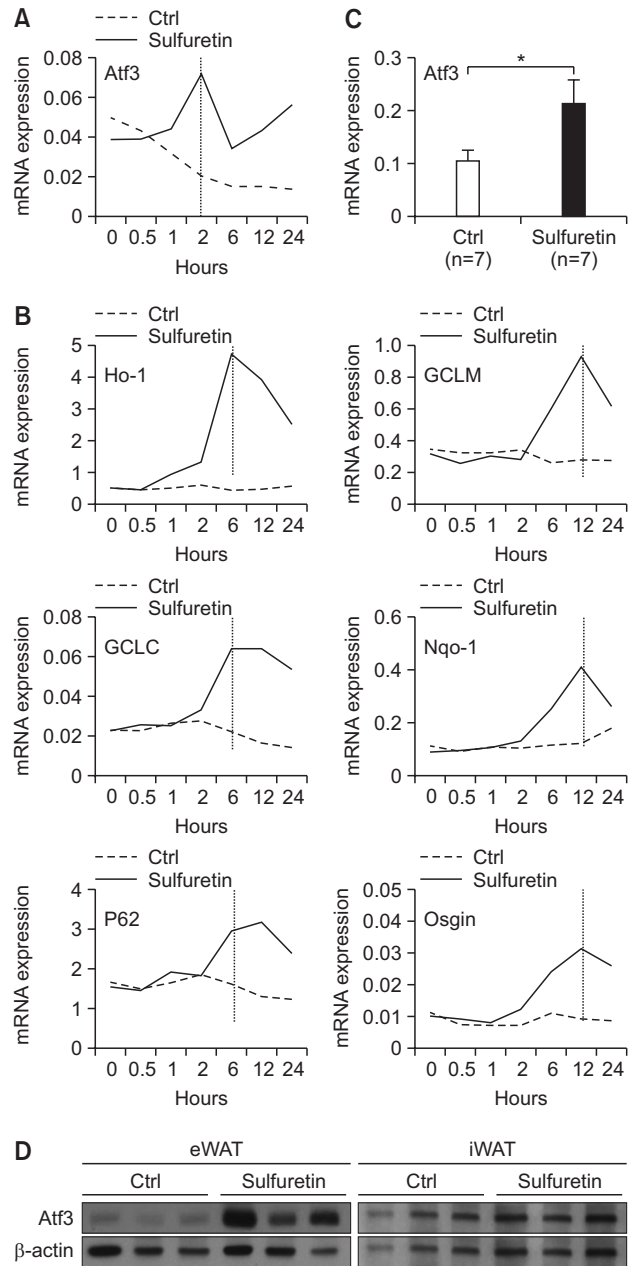 A
Ctrl
Sulfuretin
Atf3
mRNA expression
0.08
0.06
0.04
0.02
0
0 0.5 1 2 6 12 24
Hours
C
Atf3
*
mRNA expression
0.3
0.2
0.1
0
Ctrl Sulfuretin
(n=7) (n=7)
B
Ctrl
Sulfuretin
Ho-1
mRNA expression
5
4
3
2
1
0
0 0.5 1 2 6 12 24
Hours
Ctrl
Sulfuretin
GCLM
mRNA expression
1.0
0.8
0.6
0.4
0.2
0
0 0.5 1 2 6 12 24
Hours
Ctrl
Sulfuretin
GCLC
mRNA expression
0.08
0.06
0.04
0.02
0
0 0.5 1 2 6 12 24
Hours
Ctrl
Sulfuretin
Nqo-1
mRNA expression
0.6
0.4
0.2
0
0 0.5 1 2 6 12 24
Hours
Ctrl
Sulfuretin
P62
mRNA expression
4
3
2
1
0
0 0.5 1 2 6 12 24
Hours
Ctrl
Sulfuretin
Osgin
mRNA expression
0.05
0.04
0.03
0.02
0.01
0
0 0.5 1 2 6 12 24
Hours
D
eWAT iWAT
Ctrl Sulfuretin Ctrl Sulfuretin
Atf3
β-actin